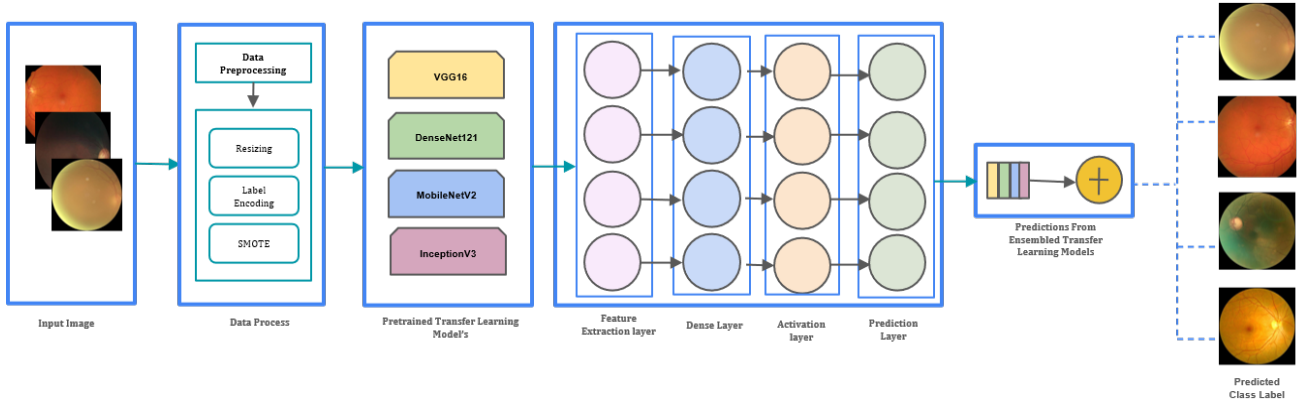 Data
Preprocessing
Resizing
Label
Encoding
SMOTE
VGG16
DenseNet121
MobileNetV2
InceptionV3
Input Image
Data Process
Pretrained Transfer Learning
Model's
Feature
Extraction layer
Dense Layer
Activation
layer
Prediction
Layer
Predictions From
Ensembled Transfer
Learning Models
Predicted
Class Label